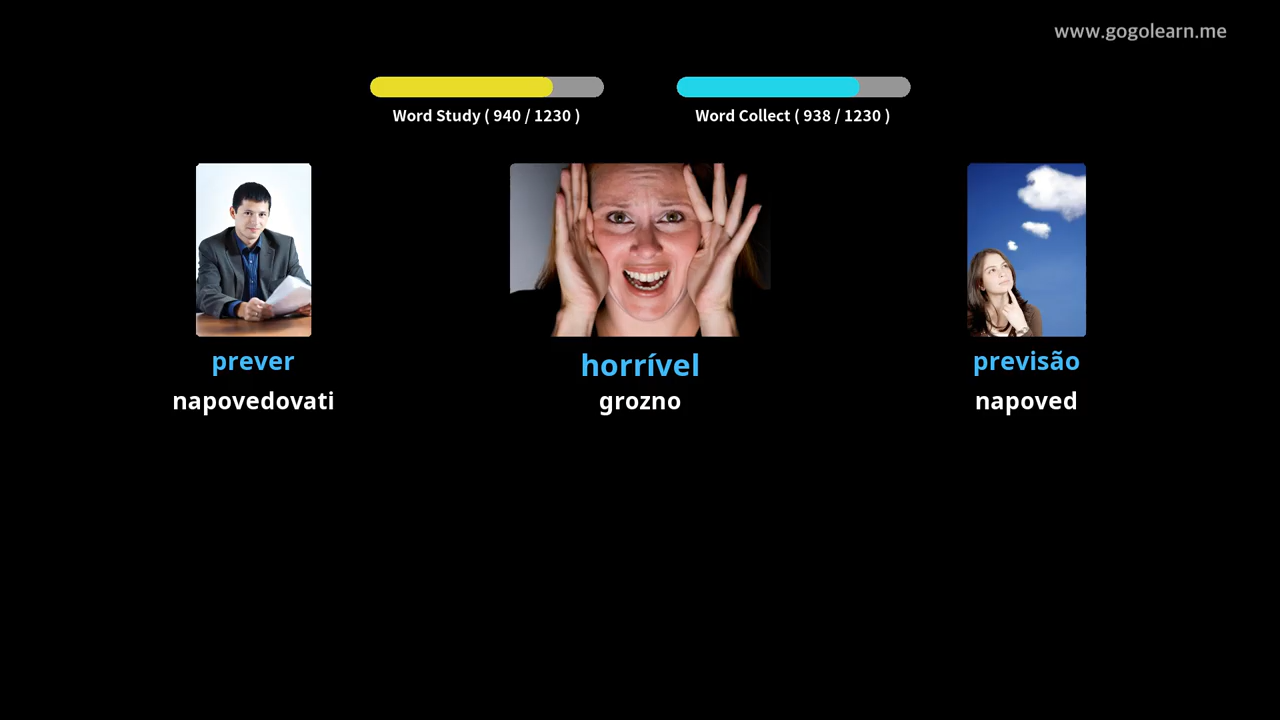 www.gogolearn.me
Word Study ( 940 / 1230 )
Word Collect ( 938 / 1230 )
prever
napovedovati
horrível
grozno
previsão
napoved